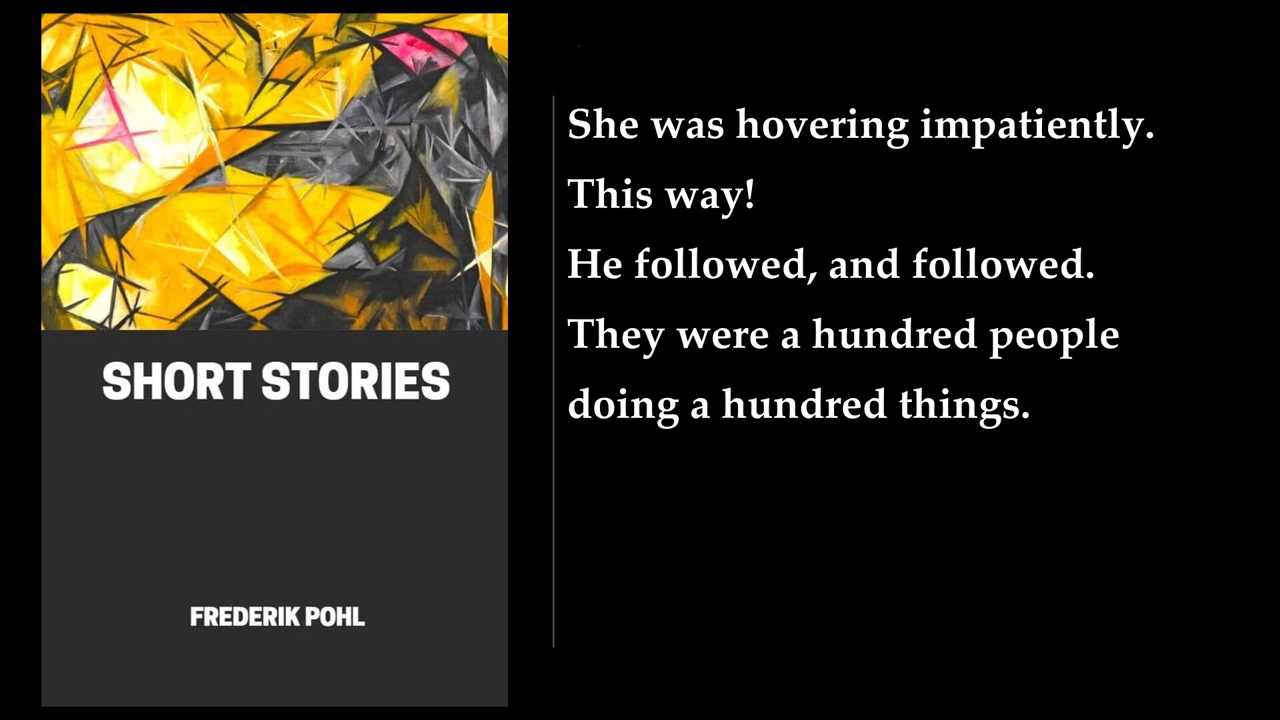 SHORT STORIES
FREDERIK POHL
She was hovering impatiently.
This way!
He followed, and followed.
They were a hundred people
doing a hundred things.